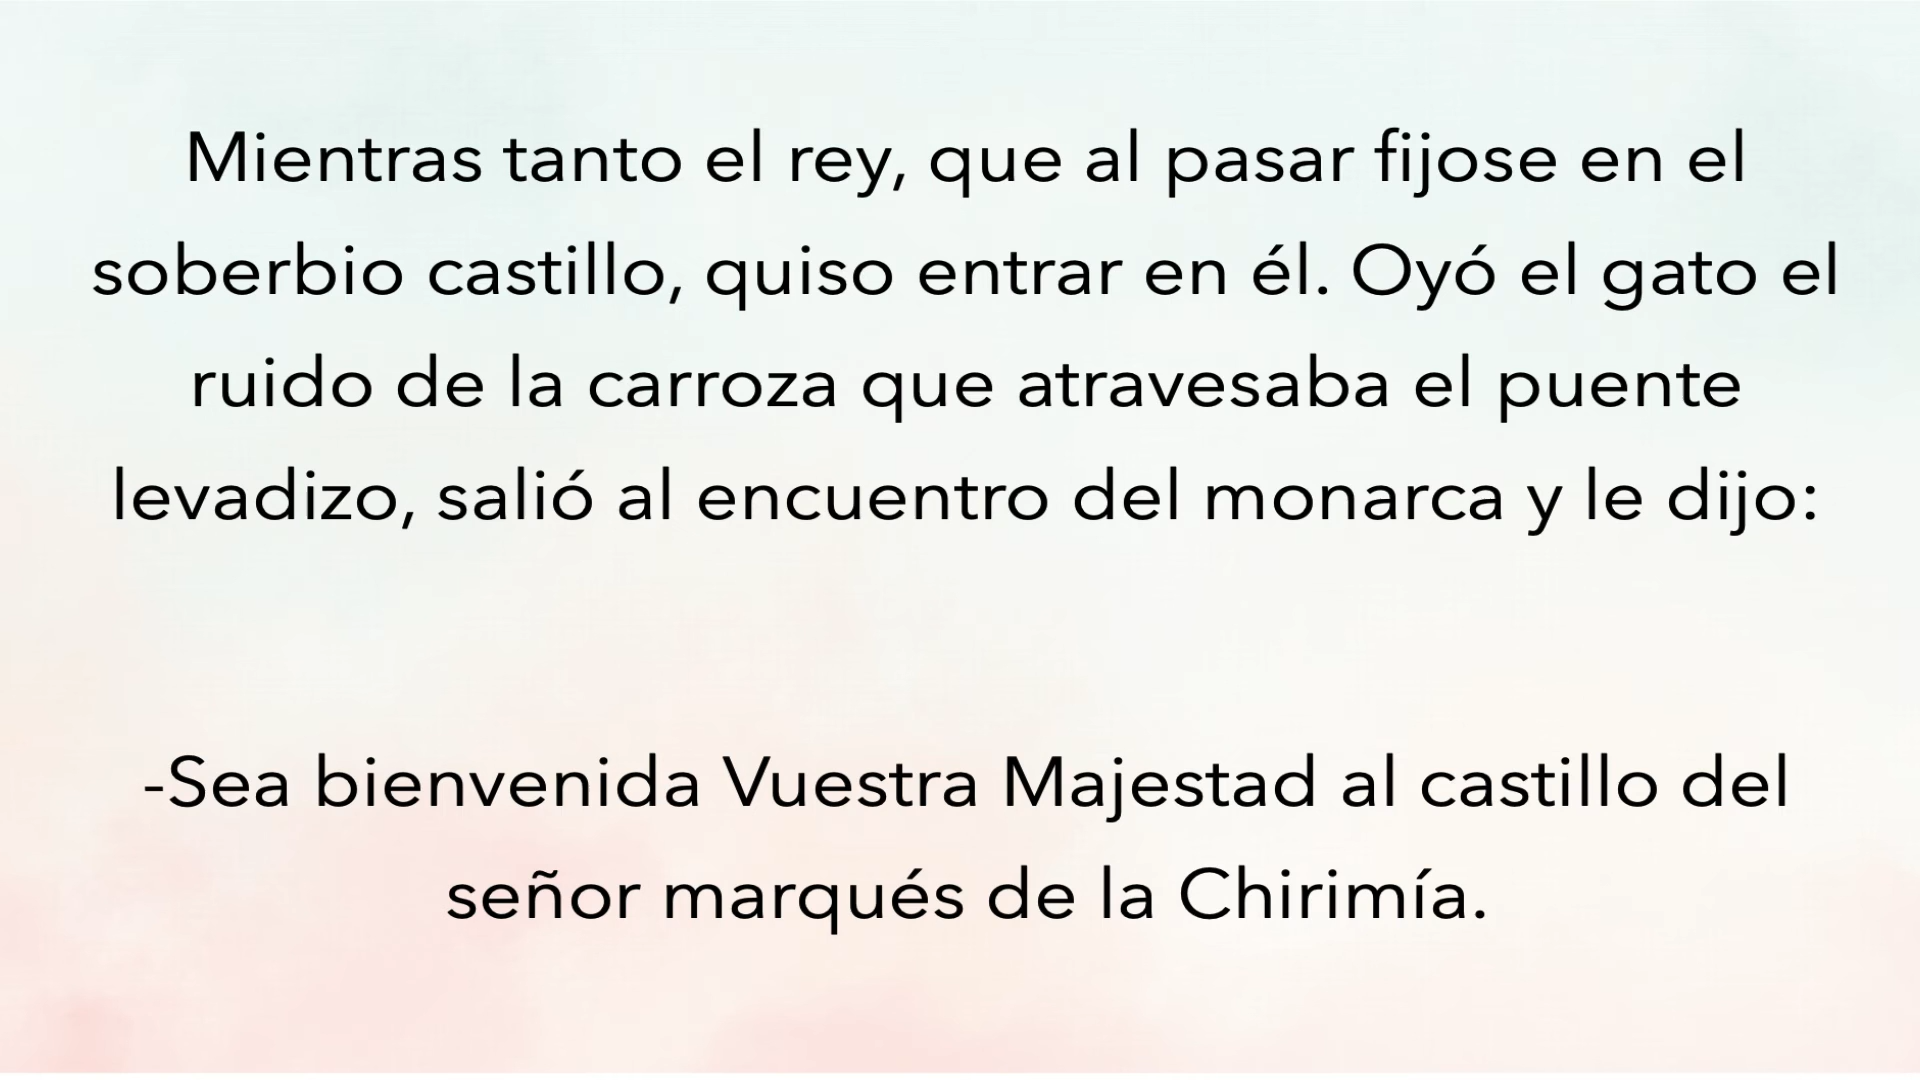 Mientras tanto el rey, que al pasar fijose en el
soberbio castillo, quiso entrar en él. Oyó el gato el
ruido de la carroza que atravesaba el puente
levadizo, salió al encuentro del monarca y le dijo:
-Sea bienvenida Vuestra Majestad al castillo del
señor marqués de la Chirimía.